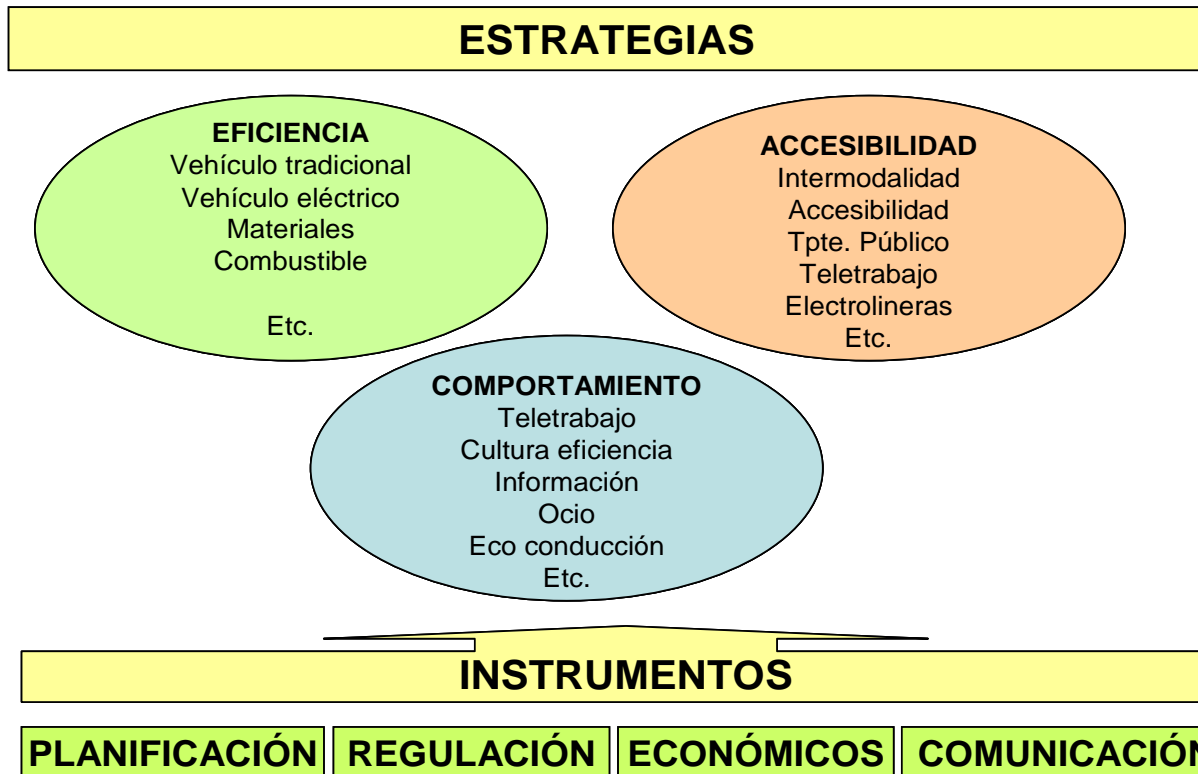 ESTRATEGIAS
EFICIENCIA
Vehículo tradicional
Vehículo eléctrico
Materiales
Combustible
Etc.
ACCESIBILIDAD
Intermodalidad
Accesibilidad
Tpte. Público
Teletrabajo
Electrolineras
Etc.
COMPORTAMIENTO
Teletrabajo
Cultura eficiencia
Información
Ocio
Eco conducción
Etc.
INSTRUMENTOS
PLANIFICACIÓN REGULACIÓN ECONÓMICOS COMUNICACIÓN